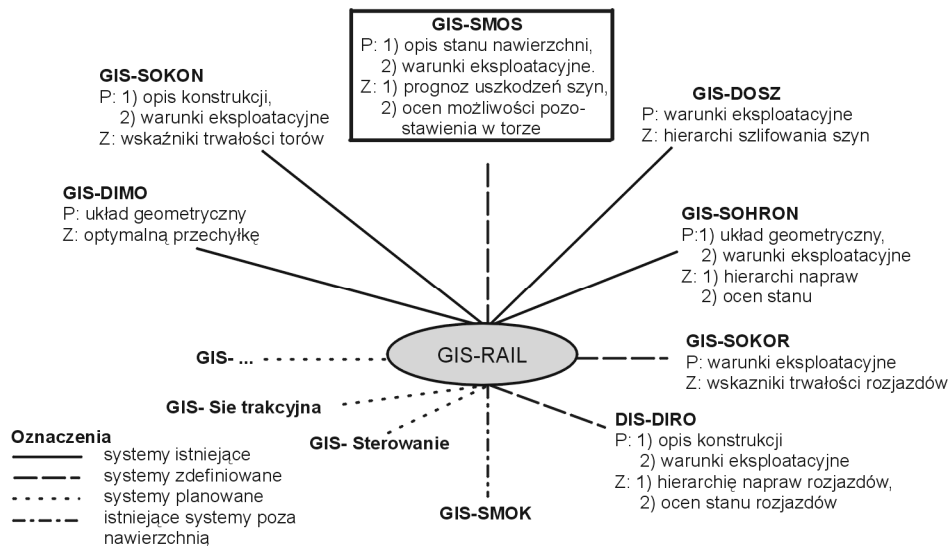 GIS-SMOS
P: 1) opis stanu nawierzchni,
2) warunki eksploatacyjne.
Z: 1) prognoz uszkodzeń szyn,
2) ocen możliwości pozo-
stawienia w torze
GIS-SOKON
P: 1) opis konstrukcji,
2) warunki eksploatacyjne
Z: wskaźniki trwałości torów
GIS-DOSZ
P: warunki eksploatacyjne
Z: hierarchi szlifowania szyn
GIS-DIMO
P: układ geometryczny
Z: optymalną przechyłkę
GIS-SOHRON
P:1) układ geometryczny,
2) warunki eksploatacyjne
Z: 1) hierarchi napraw
2) ocen stanu
GIS-RAIL
GIS- ...
GIS-SOKOR
P: warunki eksploatacyjne
Z: wskazniki trwałości rozjazdów
GIS- Sie trakcyjna
GIS- Sterowanie
DIS-DIRO
P: 1) opis konstrukcji
2) warunki eksploatacyjne
Z: 1) hierarchię napraw rozjazdów,
2) ocen stanu rozjazdów
GIS-SMOK
Oznaczenia
systemy istniejące
systemy zdefiniowane
systemy planowane
istniejące systemy poza
nawierzchnią